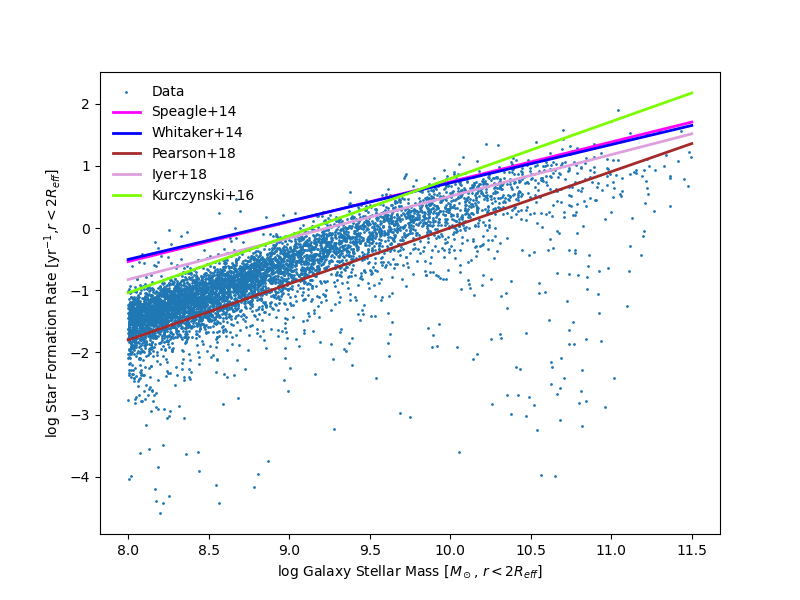 Data
Speagle+14
Whitaker+14
Pearson+18
Iyer+18
Kurczynski+16
2
1
0
−1
−2
−3
−4
log Star Formation Rate [yr⁻¹, r < 2R_eff]
8.0 8.5 9.0 9.5 10.0 10.5 11.0 11.5
log Galaxy Stellar Mass [M_⊙, r < 2R_eff]